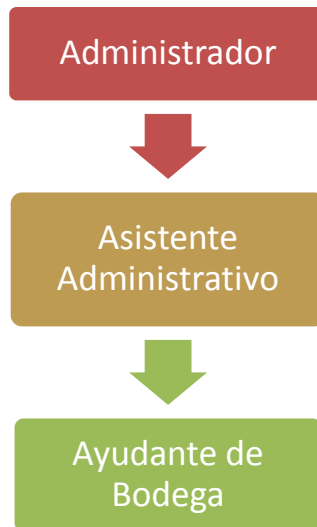 Administrador
Asistente
Administrativo
Ayudante de
Bodega